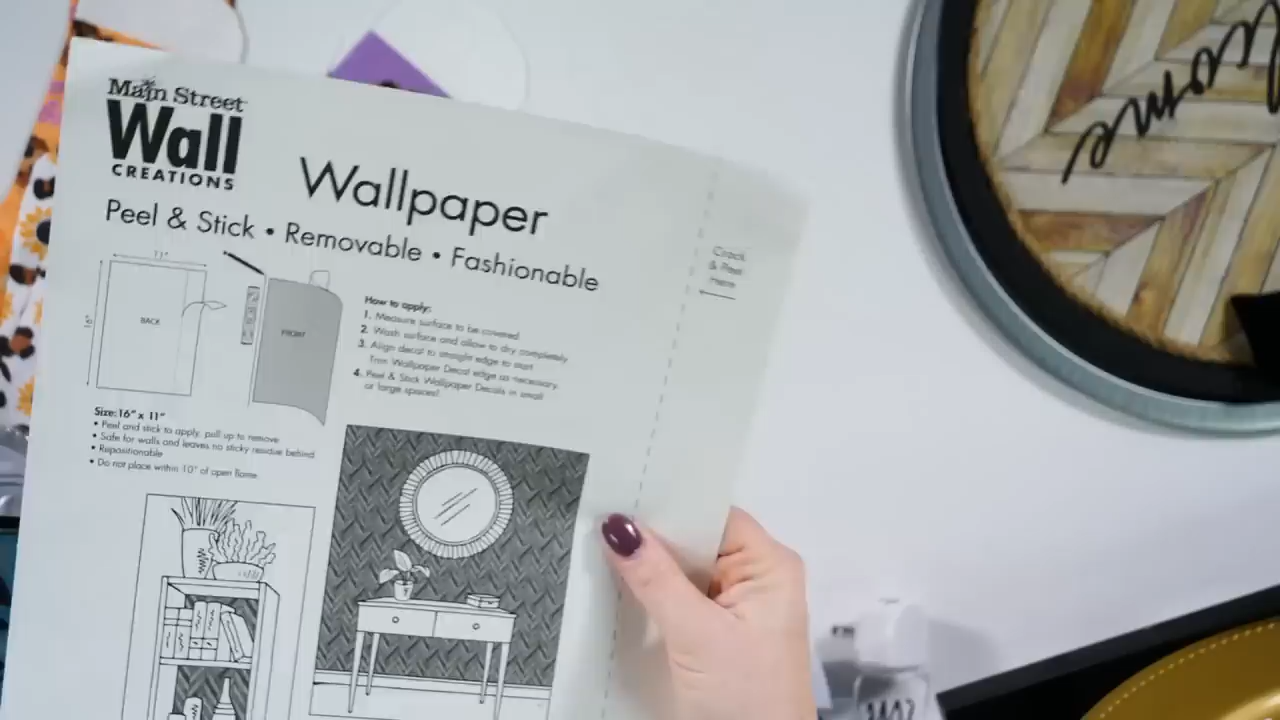 Main Street
Wall
CREATIONS
Wallpaper
Peel & Stick • Removable • Fashionable
11"
16"
BACK
FRONT
How to apply:
1. Measure surface to be covered
2. Wash surface and allow to dry completely
3. Align decal to straight edge to start
Trim Wallpaper Decal edge as necessary
4. Peel & Stick Wallpaper Decals in small
or large spaces!
Size: 16" x 11"
• Peel and stick to apply, pull up to remove
• Safe for walls and leaves no sticky residue behind
• Repositionable
• Do not place within 10" of open flame
Crack
& Peel
Here